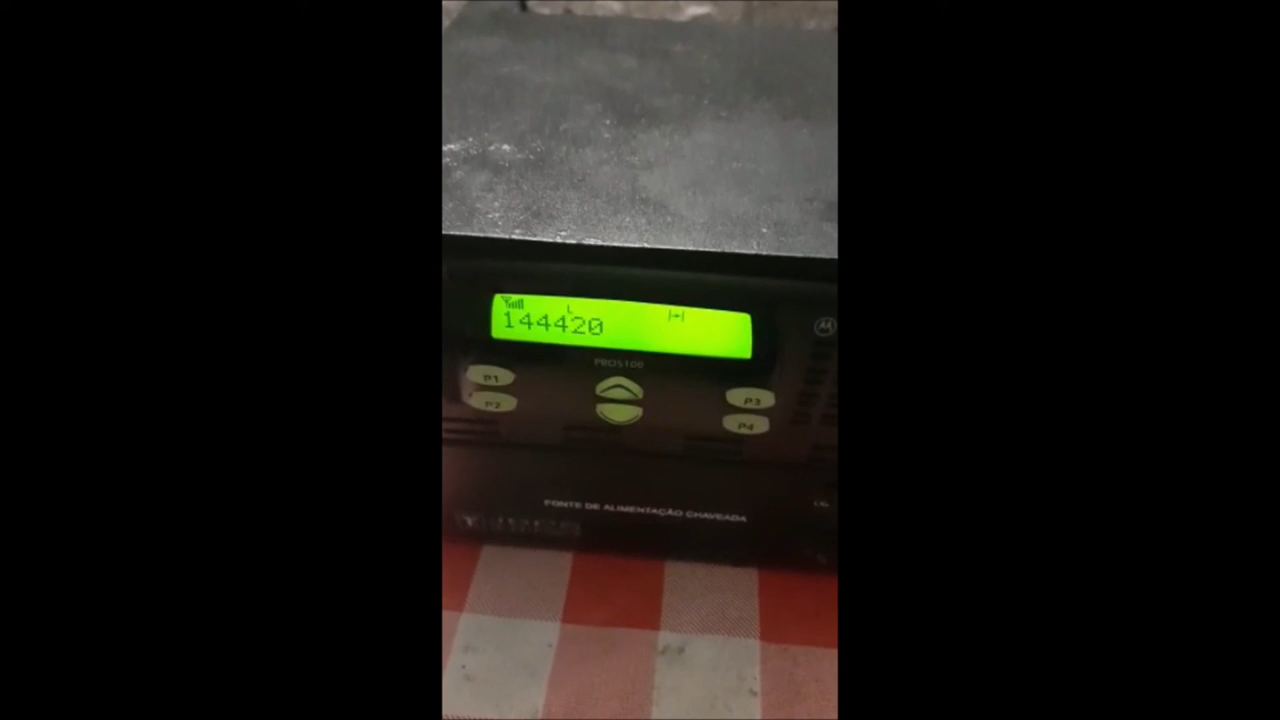 L
144420
PRO5100
P1
P3
P2
P4
FONTE DE ALIMENTAÇÃO CHAVEADA